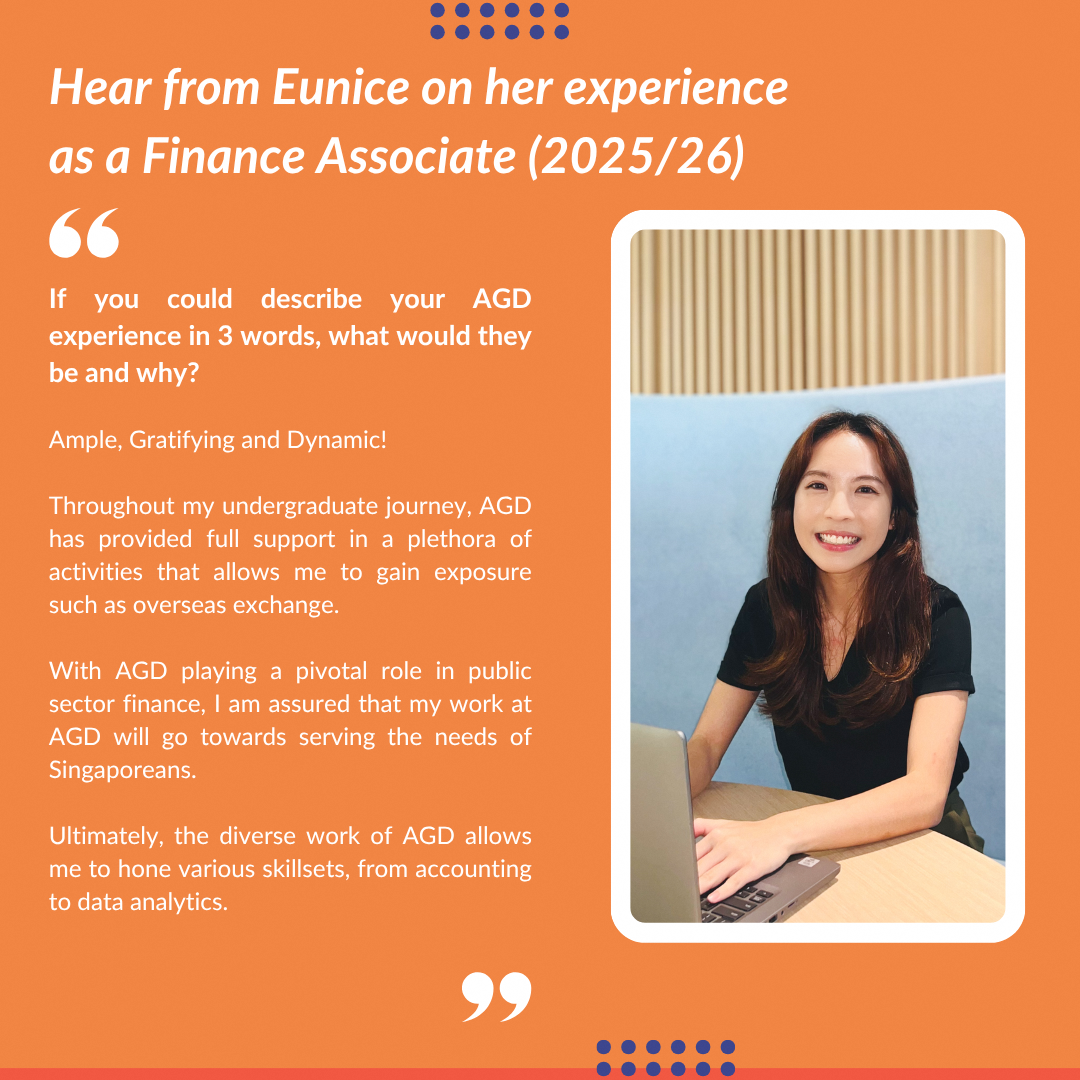 Hear from Eunice on her experience
as a Finance Associate (2025/26)
“
If you could describe your AGD
experience in 3 words, what would they
be and why?
Ample, Gratifying and Dynamic!
Throughout my undergraduate journey, AGD
has provided full support in a plethora of
activities that allows me to gain exposure
such as overseas exchange.
With AGD playing a pivotal role in public
sector finance, I am assured that my work at
AGD will go towards serving the needs of
Singaporeans.
Ultimately, the diverse work of AGD allows
me to hone various skillsets, from accounting
to data analytics.
”